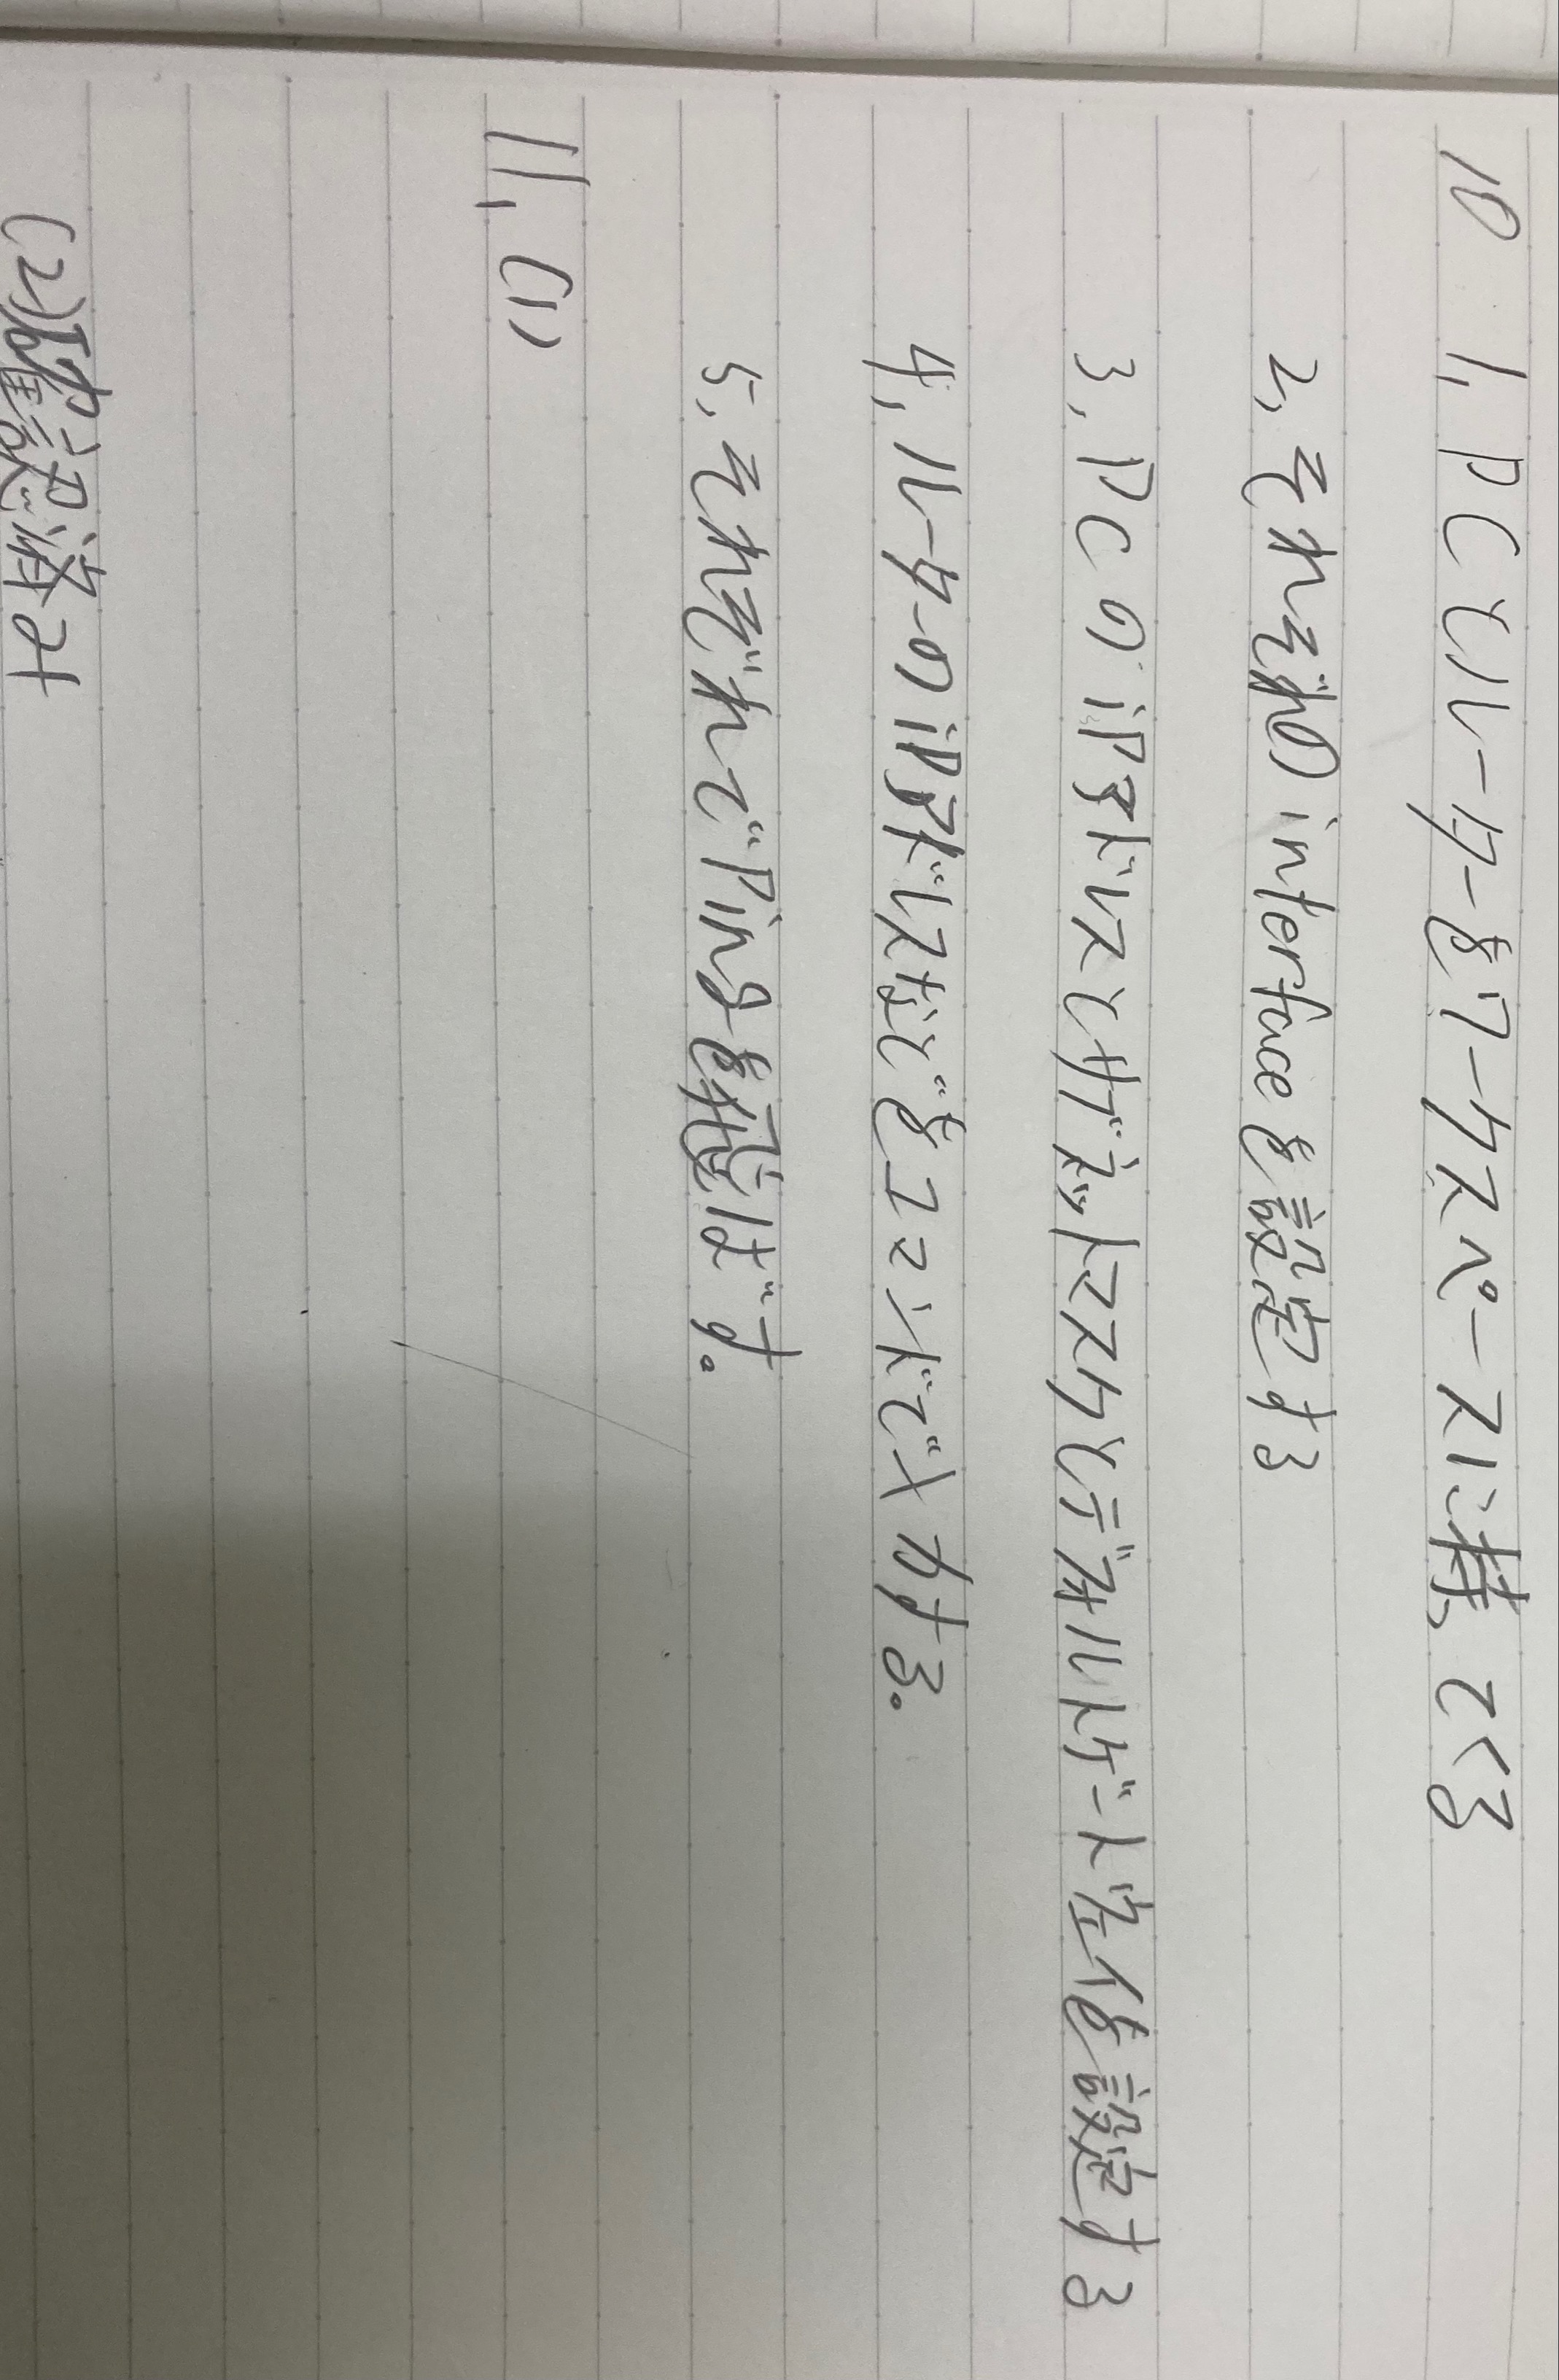 10 1, PCとルーターをワークスペースに持ってくる
2, それぞれのinterfaceを設定する
3, PCのiPアドレスとサブネットマスクとデフォルトゲートウェイを設定する
4, ルーターのiPアドレスなどをコマンドで入力する。
5, それぞれでPingを飛ばす。
11, (1)
(2)確認済み